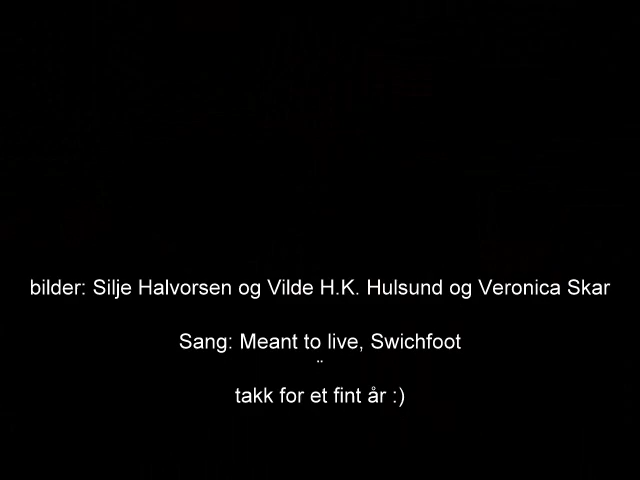 bilder: Silje Halvorsen og Vilde H.K. Hulsund og Veronica Skar
Sang: Meant to live, Swichfoot
¨
takk for et fint år :)